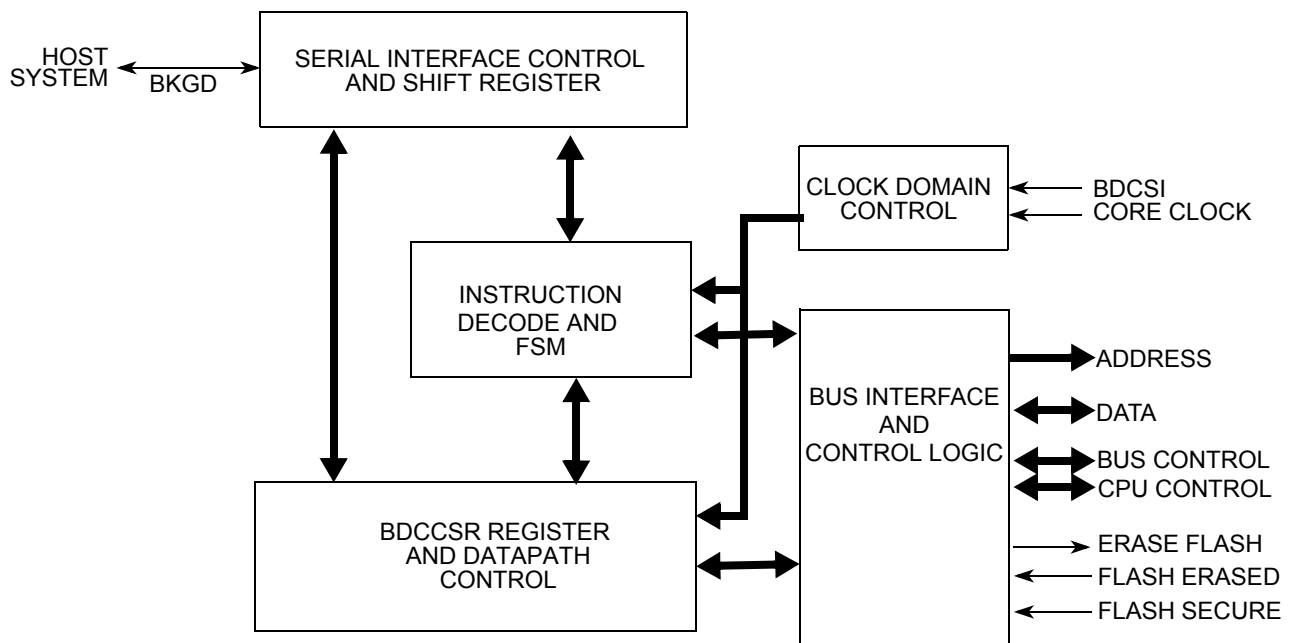 HOST
SYSTEM
BKGD
SERIAL INTERFACE CONTROL
AND SHIFT REGISTER
CLOCK DOMAIN
CONTROL
BDCSI
CORE CLOCK
INSTRUCTION
DECODE AND
FSM
BUS INTERFACE
AND
CONTROL LOGIC
ADDRESS
DATA
BUS CONTROL
CPU CONTROL
ERASE FLASH
FLASH ERASED
FLASH SECURE
BDCCSR REGISTER
AND DATAPATH
CONTROL